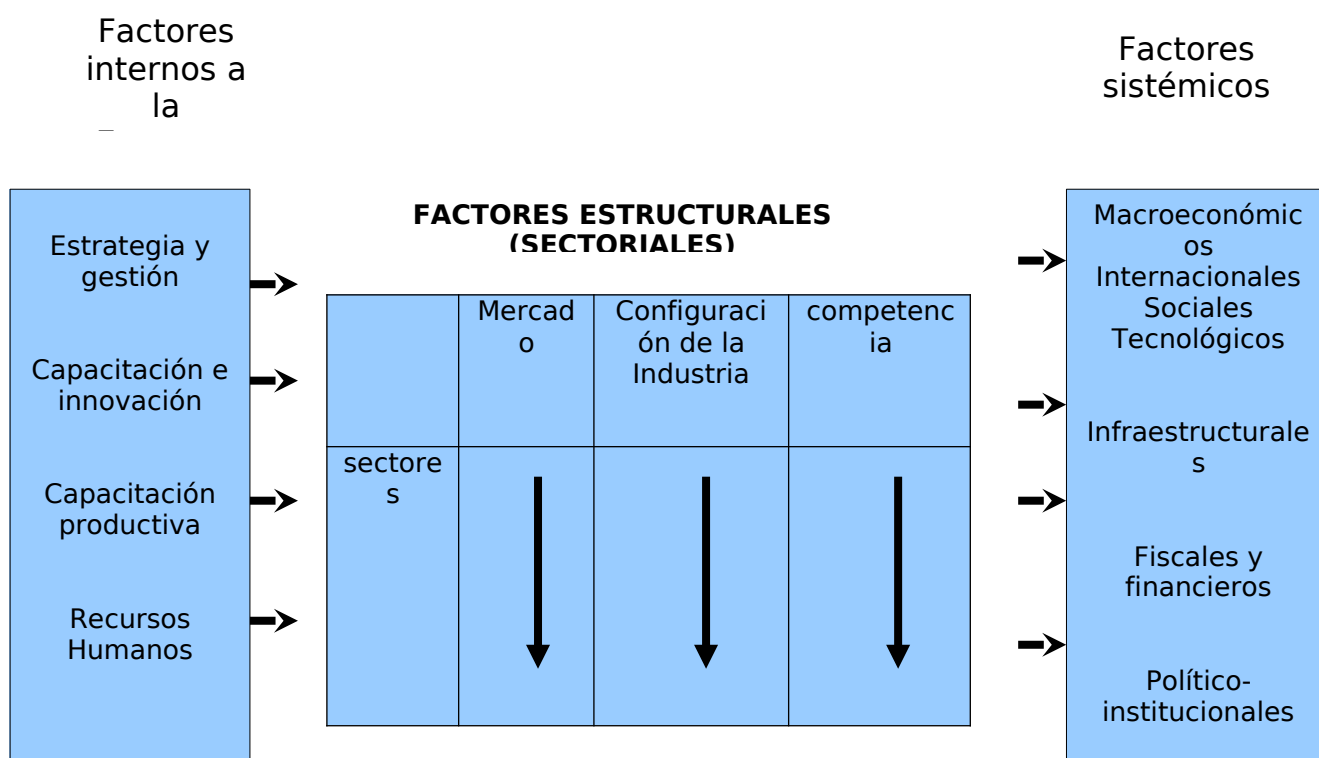 Factores
internos a
la
Factores
sistémicos
Estrategia y
gestión
Capacitación e
innovación
Capacitación
productiva
Recursos
Humanos
FACTORES ESTRUCTURALES
(SECTORIALES)
Mercad
o
Configuraci
ón de la
Industria
competenc
ia
sectore
s
Macroeconómic
os
Internacionales
Sociales
Tecnológicos
Infraestructurale
s
Fiscales y
financieros
Político-
institucionales